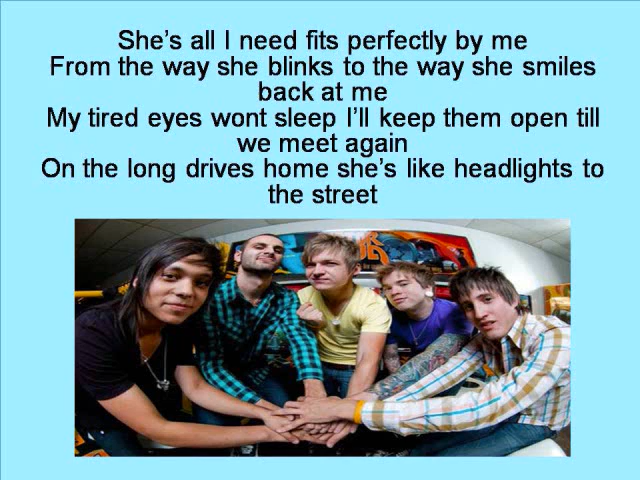 She's all I need fits perfectly by me
From the way she blinks to the way she smiles
back at me
My tired eyes wont sleep I'll keep them open till
we meet again
On the long drives home she's like headlights to
the street